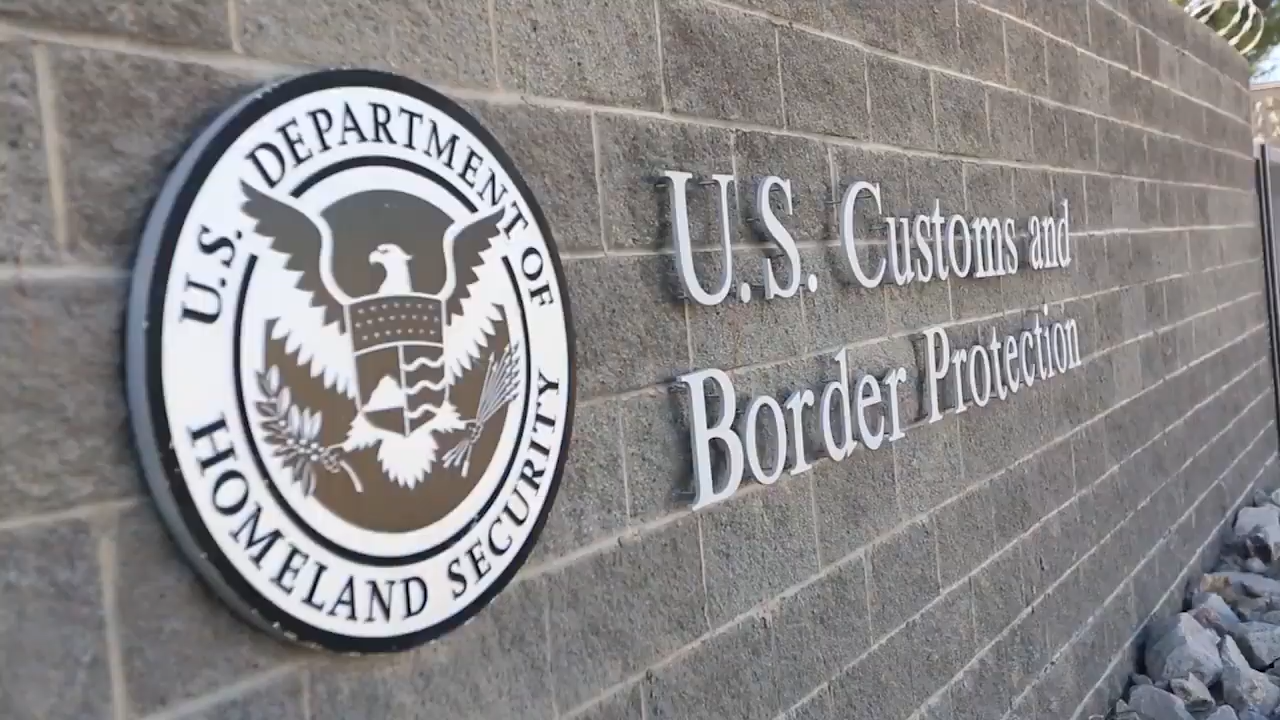 U.S. DEPARTMENT OF
HOMELAND SECURITY
U.S. Customs and
Border Protection